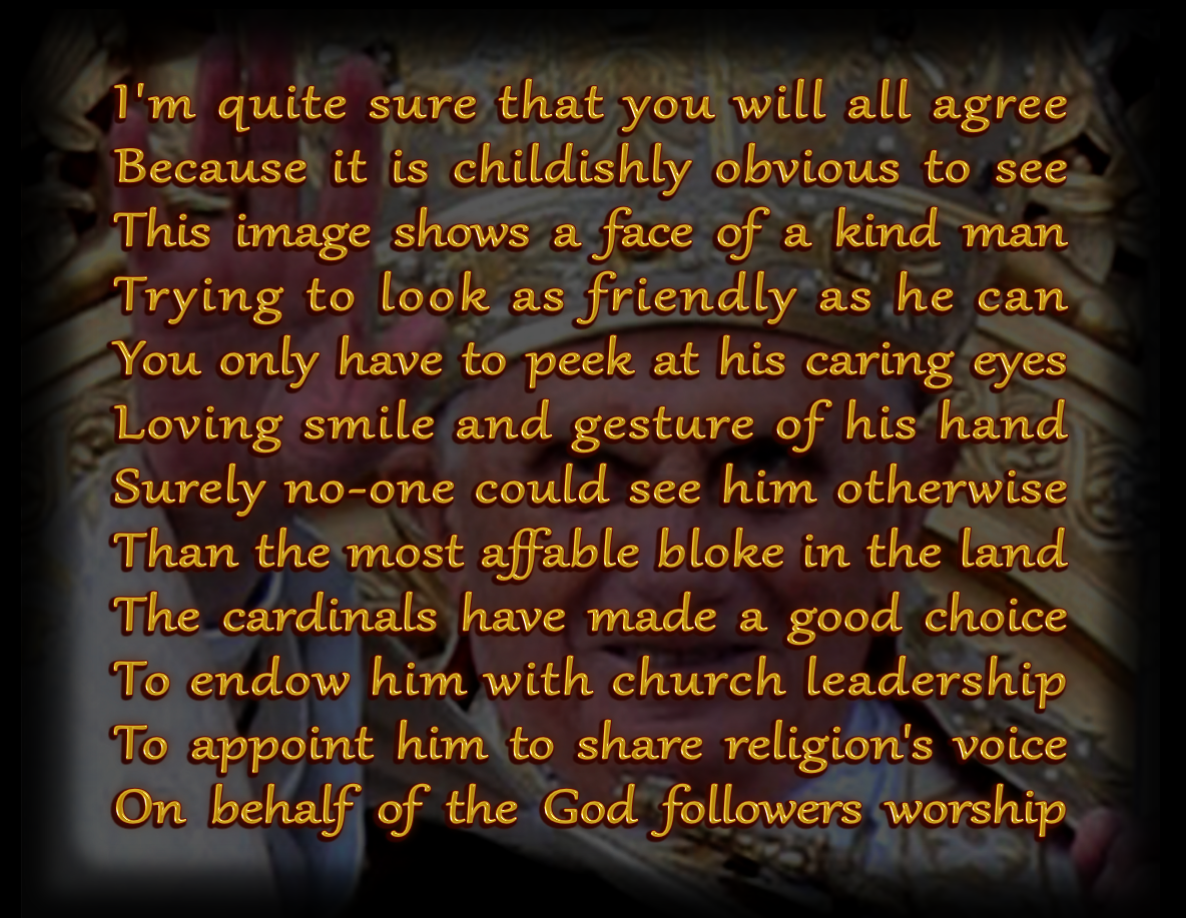 I'm quite sure that you will all agree
Because it is childishly obvious to see
This image shows a face of a kind man
Trying to look as friendly as he can
You only have to peek at his caring eyes
Loving smile and gesture of his hand
Surely no-one could see him otherwise
Than the most affable bloke in the land
The cardinals have made a good choice
To endow him with church leadership
To appoint him to share religion's voice
On behalf of the God followers worship